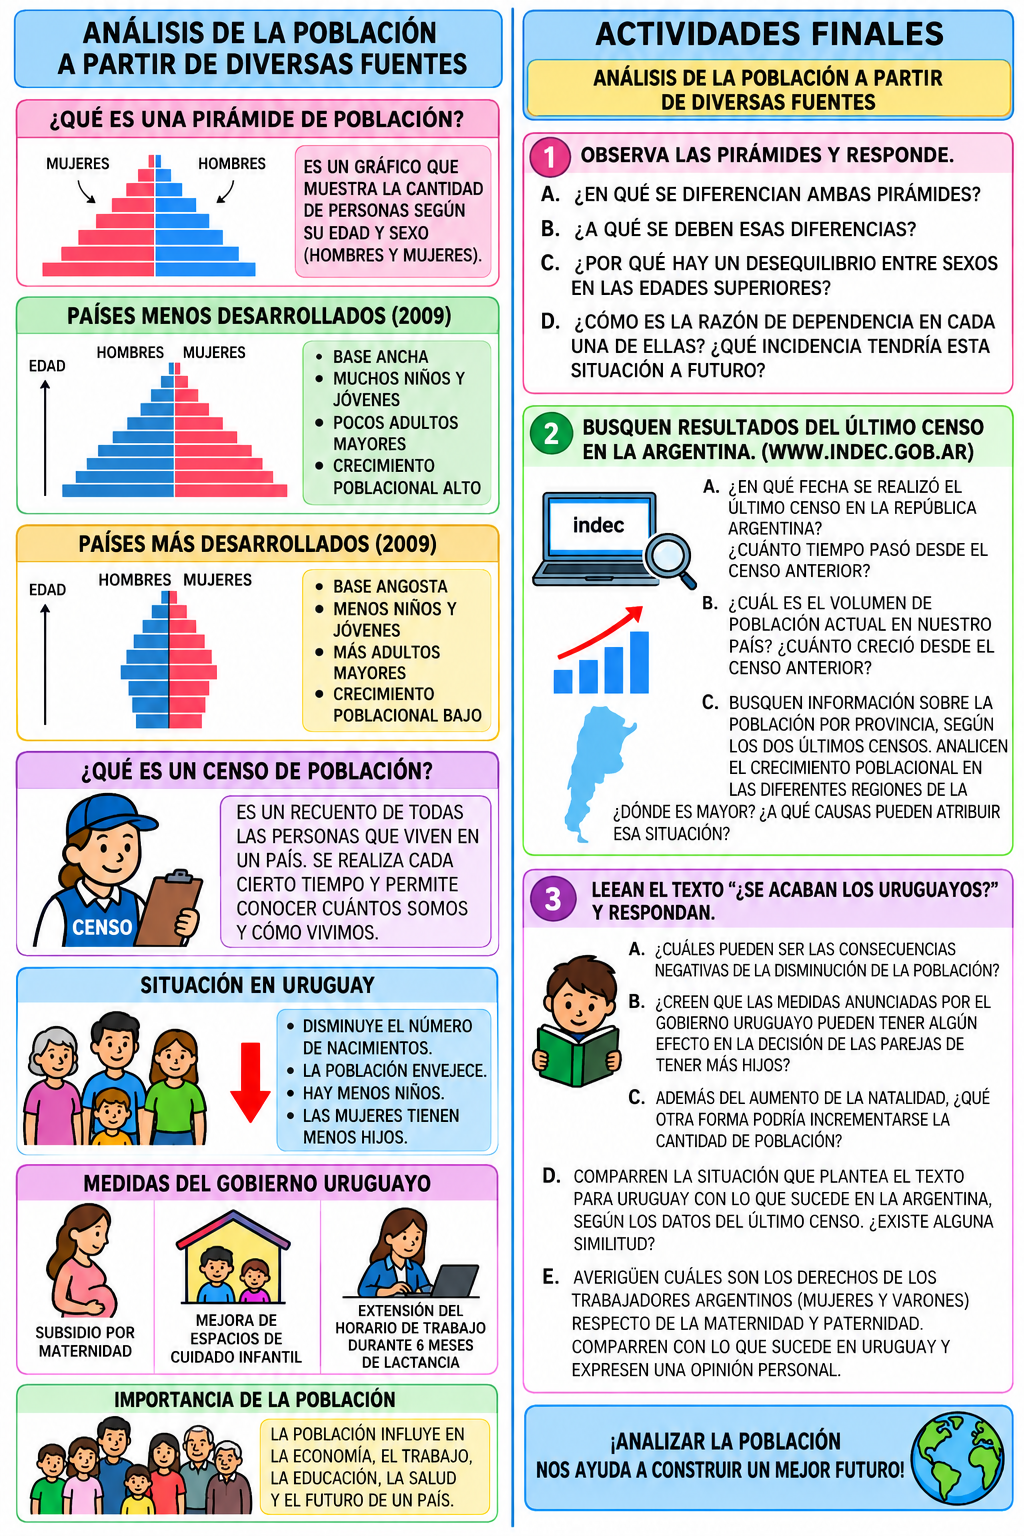 ANÁLISIS DE LA POBLACIÓN
A PARTIR DE DIVERSAS FUENTES
¿QUÉ ES UNA PIRÁMIDE DE POBLACIÓN?
MUJERES
HOMBRES
ES UN GRÁFICO QUE
MUESTRA LA CANTIDAD
DE PERSONAS SEGÚN
SU EDAD Y SEXO
(HOMBRES Y MUJERES).
PAÍSES MENOS DESARROLLADOS (2009)
EDAD
HOMBRES MUJERES
• BASE ANCHA
• MUCHOS NIÑOS Y
JÓVENES
• POCOS ADULTOS
MAYORES
• CRECIMIENTO
POBLACIONAL ALTO
PAÍSES MÁS DESARROLLADOS (2009)
EDAD
HOMBRES MUJERES
• BASE ANGOSTA
• MENOS NIÑOS Y
JÓVENES
• MÁS ADULTOS
MAYORES
• CRECIMIENTO
POBLACIONAL BAJO
¿QUÉ ES UN CENSO DE POBLACIÓN?
CENSO
ES UN RECUENTO DE TODAS
LAS PERSONAS QUE VIVEN EN
UN PAÍS. SE REALIZA CADA
CIERTO TIEMPO Y PERMITE
CONOCER CUÁNTOS SOMOS
Y CÓMO VIVIMOS.
SITUACIÓN EN URUGUAY
• DISMINUYE EL NÚMERO
DE NACIMIENTOS.
• LA POBLACIÓN ENVEJECE.
• HAY MENOS NIÑOS.
• LAS MUJERES TIENEN
MENOS HIJOS.
MEDIDAS DEL GOBIERNO URUGUAYO
SUBSIDIO POR
MATERNIDAD
MEJORA DE
ESPACIOS DE
CUIDADO INFANTIL
EXTENSIÓN DEL
HORARIO DE TRABAJO
DURANTE 6 MESES
DE LACTANCIA
IMPORTANCIA DE LA POBLACIÓN
LA POBLACIÓN INFLUYE EN
LA ECONOMÍA, EL TRABAJO,
LA EDUCACIÓN, LA SALUD
Y EL FUTURO DE UN PAÍS.
ACTIVIDADES FINALES
ANÁLISIS DE LA POBLACIÓN A PARTIR
DE DIVERSAS FUENTES
1 OBSERVA LAS PIRÁMIDES Y RESPONDE.
A. ¿EN QUÉ SE DIFERENCIAN AMBAS PIRÁMIDES?
B. ¿A QUÉ SE DEBEN ESAS DIFERENCIAS?
C. ¿POR QUÉ HAY UN DESEQUILIBRIO ENTRE SEXOS
EN LAS EDADES SUPERIORES?
D. ¿CÓMO ES LA RAZÓN DE DEPENDENCIA EN CADA
UNA DE ELLAS? ¿QUÉ INCIDENCIA TENDRÍA ESTA
SITUACIÓN A FUTURO?
2 BUSQUEN RESULTADOS DEL ÚLTIMO CENSO
EN LA ARGENTINA. (WWW.INDEC.GOB.AR)
indec
A. ¿EN QUÉ FECHA SE REALIZÓ EL
ÚLTIMO CENSO EN LA REPÚBLICA
ARGENTINA?
¿CUÁNTO TIEMPO PASÓ DESDE EL
CENSO ANTERIOR?
B. ¿CUÁL ES EL VOLUMEN DE
POBLACIÓN ACTUAL EN NUESTRO
PAÍS? ¿CUÁNTO CRECIÓ DESDE EL
CENSO ANTERIOR?
C. BUSQUEN INFORMACIÓN SOBRE LA
POBLACIÓN POR PROVINCIA, SEGÚN
LOS DOS ÚLTIMOS CENSOS. ANALICEN
EL CRECIMIENTO POBLACIONAL EN
LAS DIFERENTES REGIONES DE LA
¿DÓNDE ES MAYOR? ¿A QUÉ CAUSAS PUEDEN ATRIBUIR
ESA SITUACIÓN?
3 LEEAN EL TEXTO “¿SE ACABAN LOS URUGUAYOS?”
Y RESPONDAN.
A. ¿CUÁLES PUEDEN SER LAS CONSECUENCIAS
NEGATIVAS DE LA DISMINUCIÓN DE LA POBLACIÓN?
B. ¿CREEN QUE LAS MEDIDAS ANUNCIADAS POR EL
GOBIERNO URUGUAYO PUEDEN TENER ALGÚN
EFECTO EN LA DECISIÓN DE LAS PAREJAS DE
TENER MÁS HIJOS?
C. ADEMÁS DEL AUMENTO DE LA NATALIDAD, ¿QUÉ
OTRA FORMA PODRÍA INCREMENTARSE LA
CANTIDAD DE POBLACIÓN?
D. COMPARREN LA SITUACIÓN QUE PLANTEA EL TEXTO
PARA URUGUAY CON LO QUE SUCEDE EN LA ARGENTINA,
SEGÚN LOS DATOS DEL ÚLTIMO CENSO. ¿EXISTE ALGUNA
SIMILITUD?
E. AVERIGÜEN CUÁLES SON LOS DERECHOS DE LOS
TRABAJADORES ARGENTINOS (MUJERES Y VARONES)
RESPECTO DE LA MATERNIDAD Y PATERNIDAD.
COMPARREN CON LO QUE SUCEDE EN URUGUAY Y
EXPRESEN UNA OPINIÓN PERSONAL.
¡ANALIZAR LA POBLACIÓN
NOS AYUDA A CONSTRUIR UN MEJOR FUTURO!